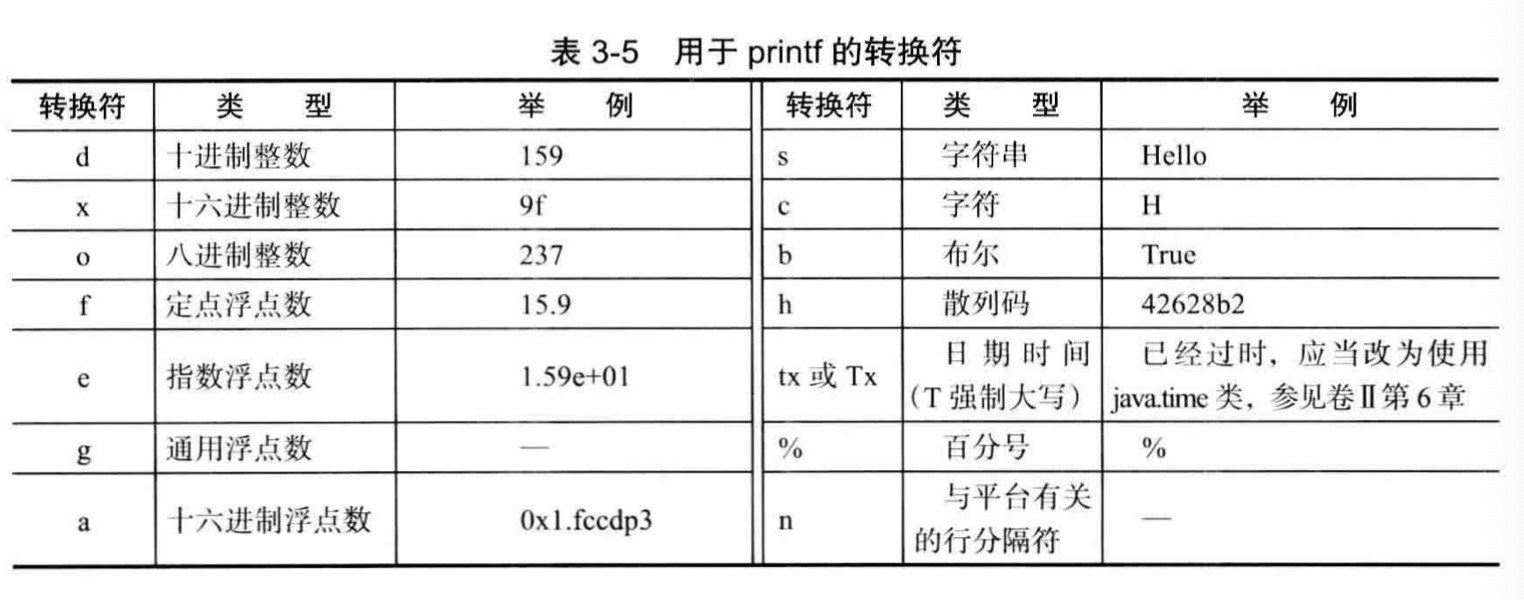 表 3-5 用于 printf 的转换符
转换符 类 型 举 例 转换符 类 型 举 例
d 十进制整数 159 s 字符串 Hello
x 十六进制整数 9f c 字符 H
o 八进制整数 237 b 布尔 True
f 定点浮点数 15.9 h 散列码 42628b2
e 指数浮点数 1.59e+01 tx 或 Tx 日期时间 已经过时，应当改为使用
(T 强制大写) java.time 类，参见卷Ⅱ第 6 章
g 通用浮点数 — % 百分号 %
a 十六进制浮点数 0x1.fccdp3 n 与平台有关 —
的行分隔符